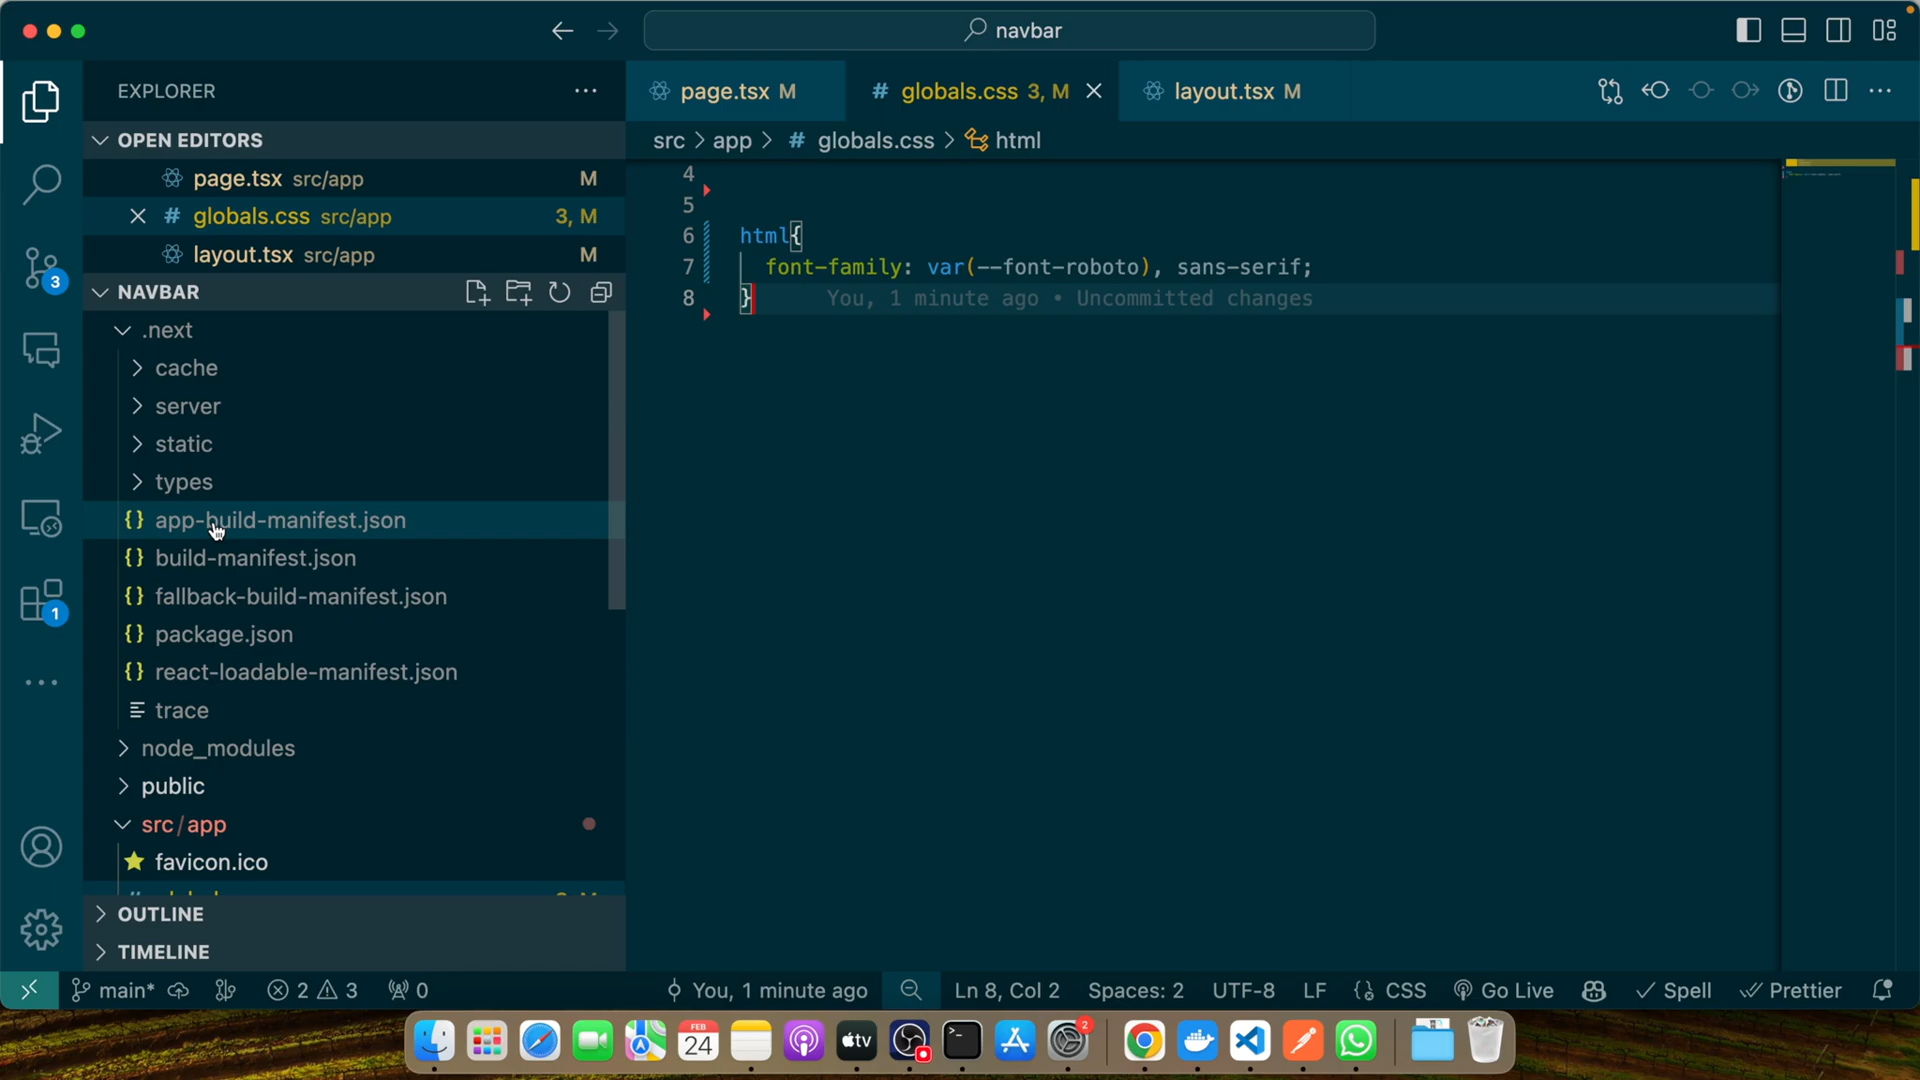 navbar
EXPLORER
OPEN EDITORS
page.tsx src/app M
globals.css src/app 3, M
layout.tsx src/app M
NAVBAR
.next
cache
server
static
types
app-build-manifest.json
build-manifest.json
fallback-build-manifest.json
package.json
react-loadable-manifest.json
trace
node_modules
public
src/app
favicon.ico
OUTLINE
TIMELINE
3
1
page.tsx M
# globals.css 3, M
layout.tsx M
src > app > # globals.css > html
4
5
6 html{
7 font-family: var(--font-roboto), sans-serif;
8 } You, 1 minute ago • Uncommitted changes
main* 2 3 0
You, 1 minute ago
Ln 8, Col 2 Spaces: 2 UTF-8 LF {} CSS Go Live Spell Prettier
FEB
24
tv
2